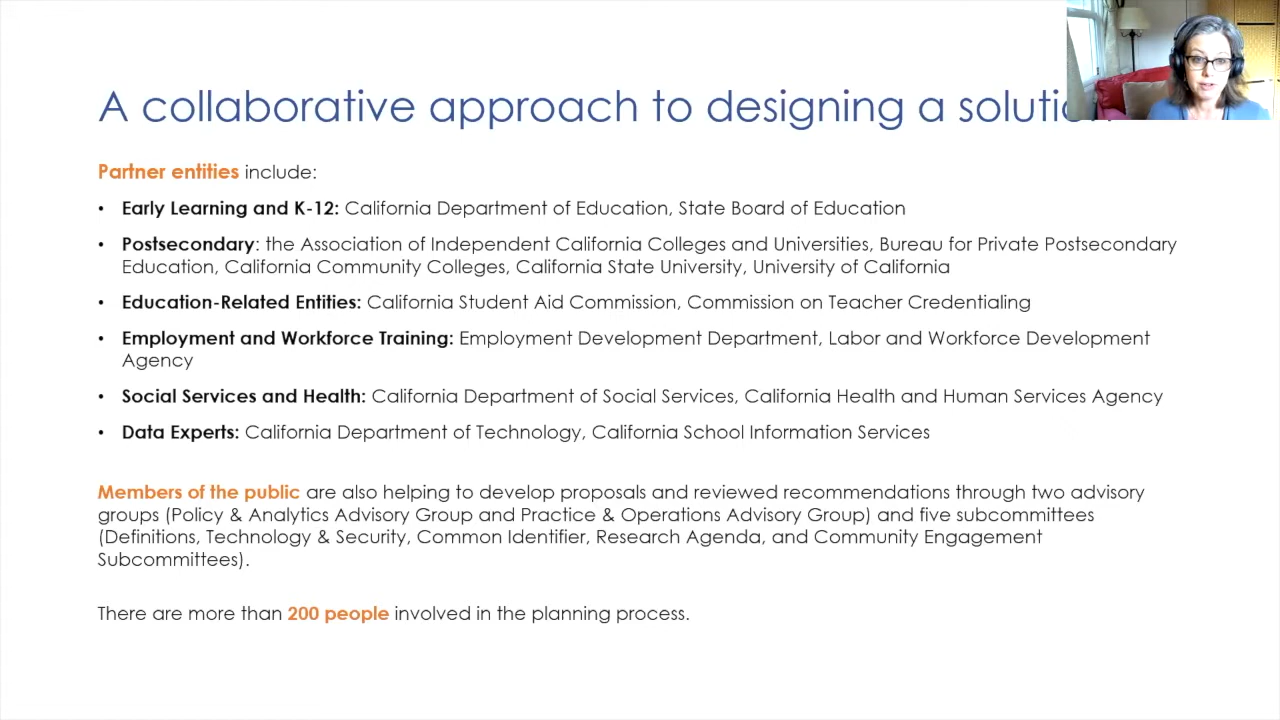 A collaborative approach to designing a
Partner entities include:
• Early Learning and K-12: California Department of Education, State Board of Education
• Postsecondary: the Association of Independent California Colleges and Universities, Bureau for Private Postsecondary
Education, California Community Colleges, California State University, University of California
• Education-Related Entities: California Student Aid Commission, Commission on Teacher Credentialing
• Employment and Workforce Training: Employment Development Department, Labor and Workforce Development
Agency
• Social Services and Health: California Department of Social Services, California Health and Human Services Agency
• Data Experts: California Department of Technology, California School Information Services
Members of the public are also helping to develop proposals and reviewed recommendations through two advisory
groups (Policy & Analytics Advisory Group and Practice & Operations Advisory Group) and five subcommittees
(Definitions, Technology & Security, Common Identifier, Research Agenda, and Community Engagement
Subcommittees).
There are more than 200 people involved in the planning process.